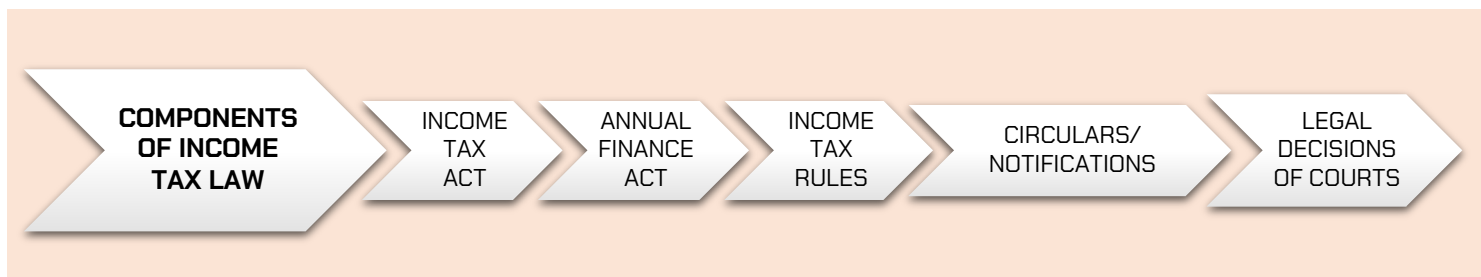 COMPONENTS
OF INCOME
TAX LAW
INCOME
TAX
ACT
ANNUAL
FINANCE
ACT
INCOME
TAX
RULES
CIRCULARS/
NOTIFICATIONS
LEGAL
DECISIONS
OF COURTS